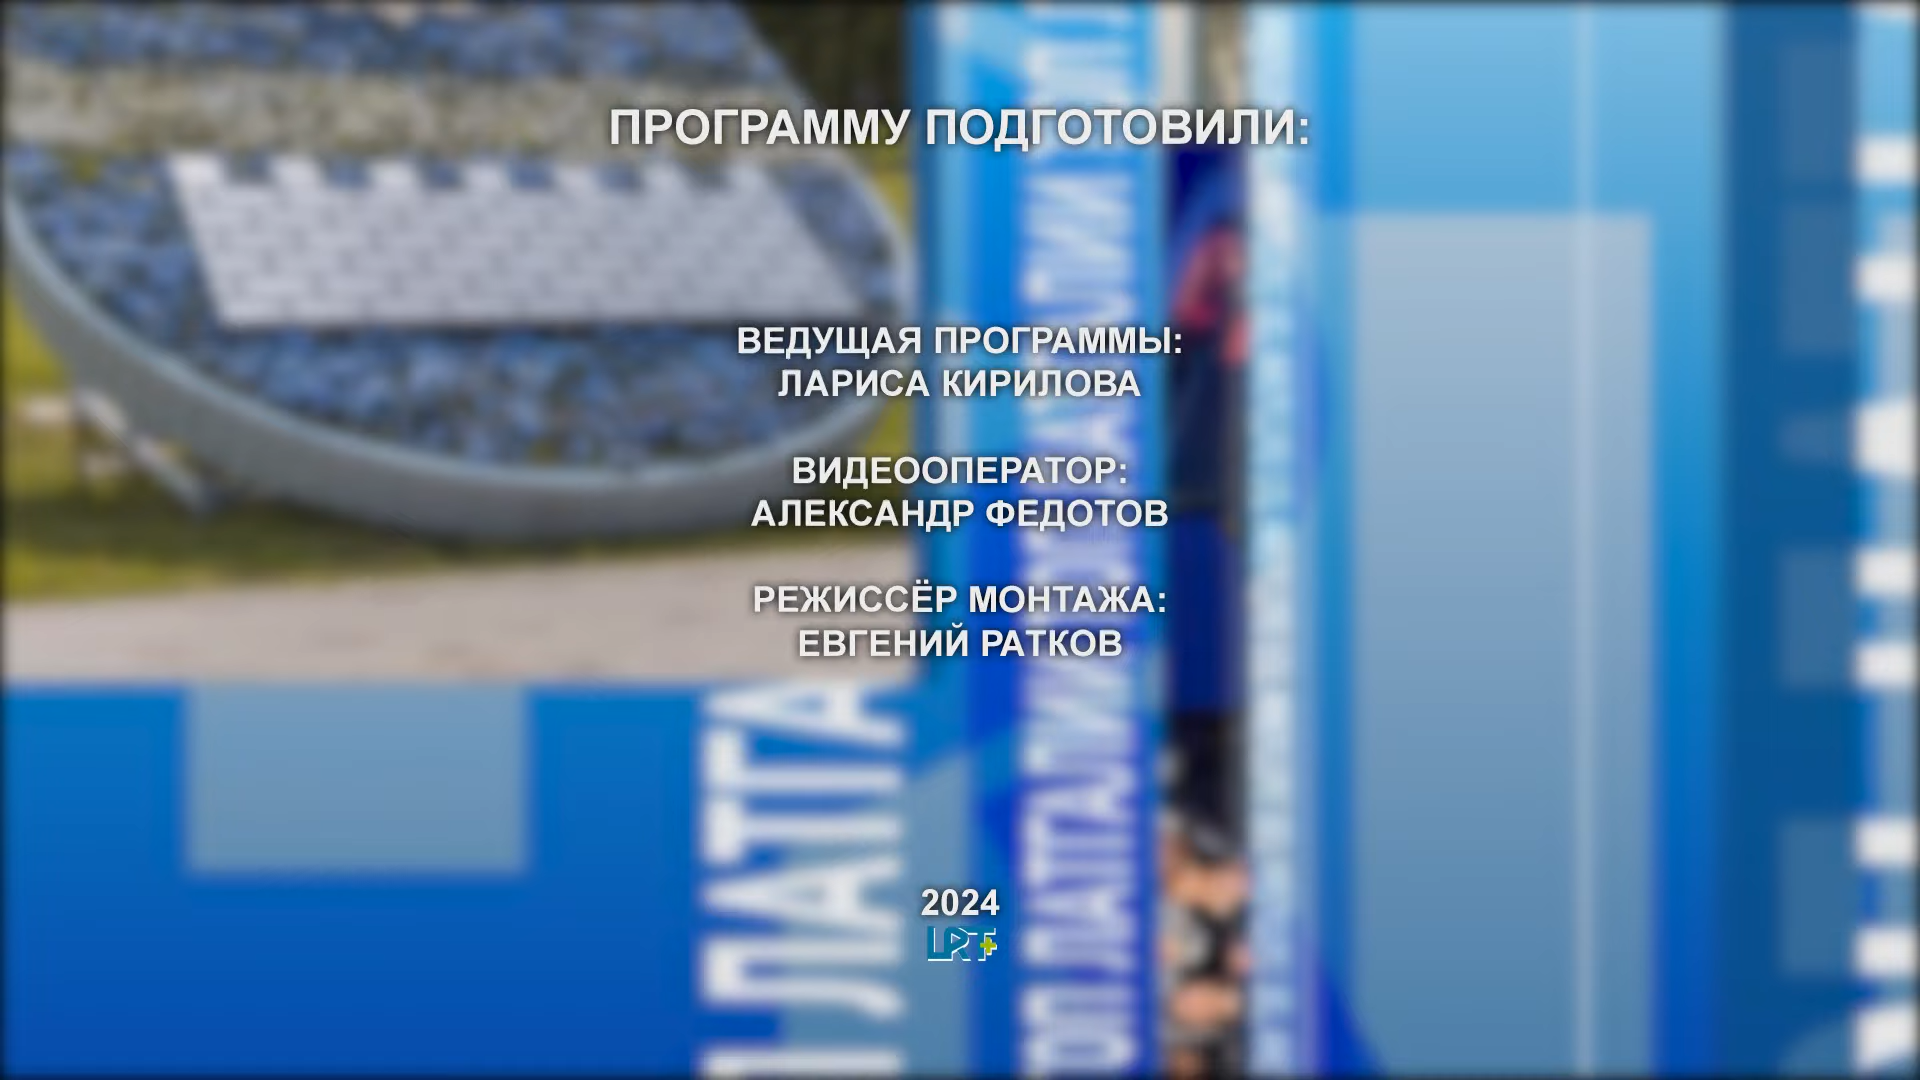 ПРОГРАММУ ПОДГОТОВИЛИ:
ВЕДУЩАЯ ПРОГРАММЫ:
ЛАРИСА КИРИЛОВА
ВИДЕООПЕРАТОР:
АЛЕКСАНДР ФЕДОТОВ
РЕЖИССЁР МОНТАЖА:
ЕВГЕНИЙ РАТКОВ
2024
LRT+